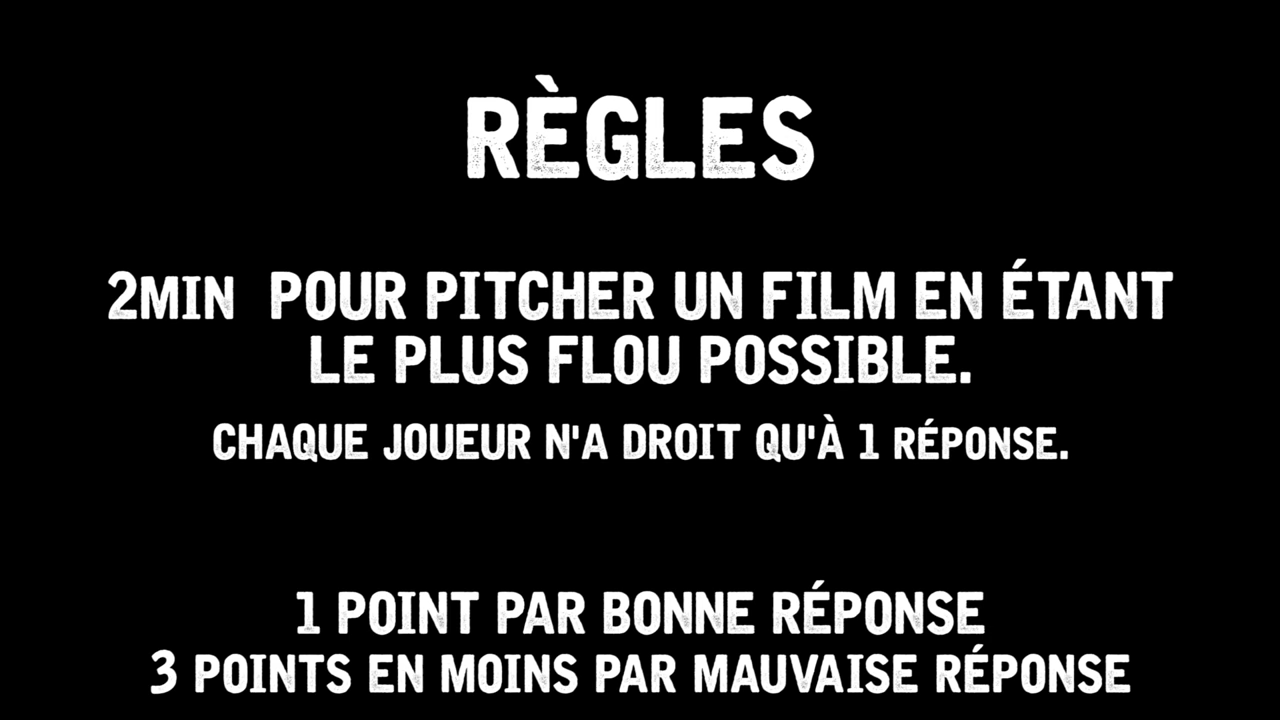 RÈGLES
2MIN POUR PITCHER UN FILM EN ÉTANT
LE PLUS FLOU POSSIBLE.
CHAQUE JOUEUR N'A DROIT QU'À 1 RÉPONSE.
1 POINT PAR BONNE RÉPONSE
3 POINTS EN MOINS PAR MAUVAISE RÉPONSE